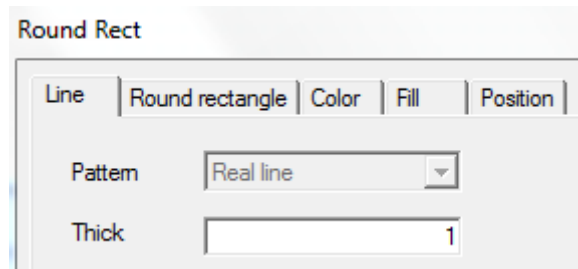 Round Rect
Line Round rectangle Color Fill Position
Pattern Real line
Thick 1